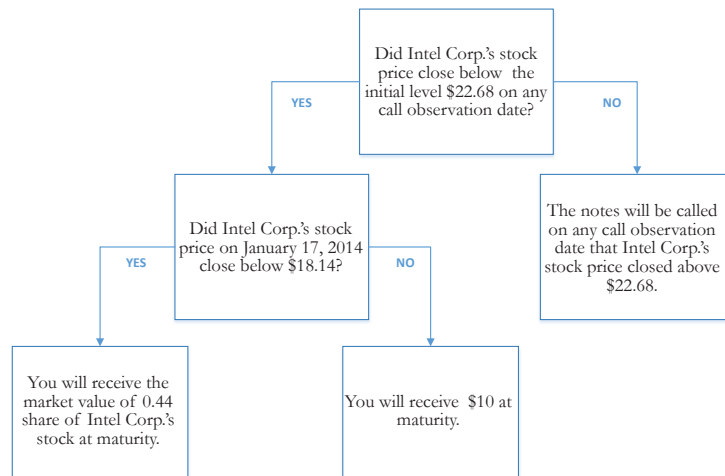 Did Intel Corp.'s stock
price close below the
initial level $22.68 on any
call observation date?
YES
NO
Did Intel Corp.'s stock
price on January 17, 2014
close below $18.14?
The notes will be called
on any call observation
date that Intel Corp.'s
stock price closed above
$22.68.
YES
NO
You will receive the
market value of 0.44
share of Intel Corp.'s
stock at maturity.
You will receive $10 at
maturity.